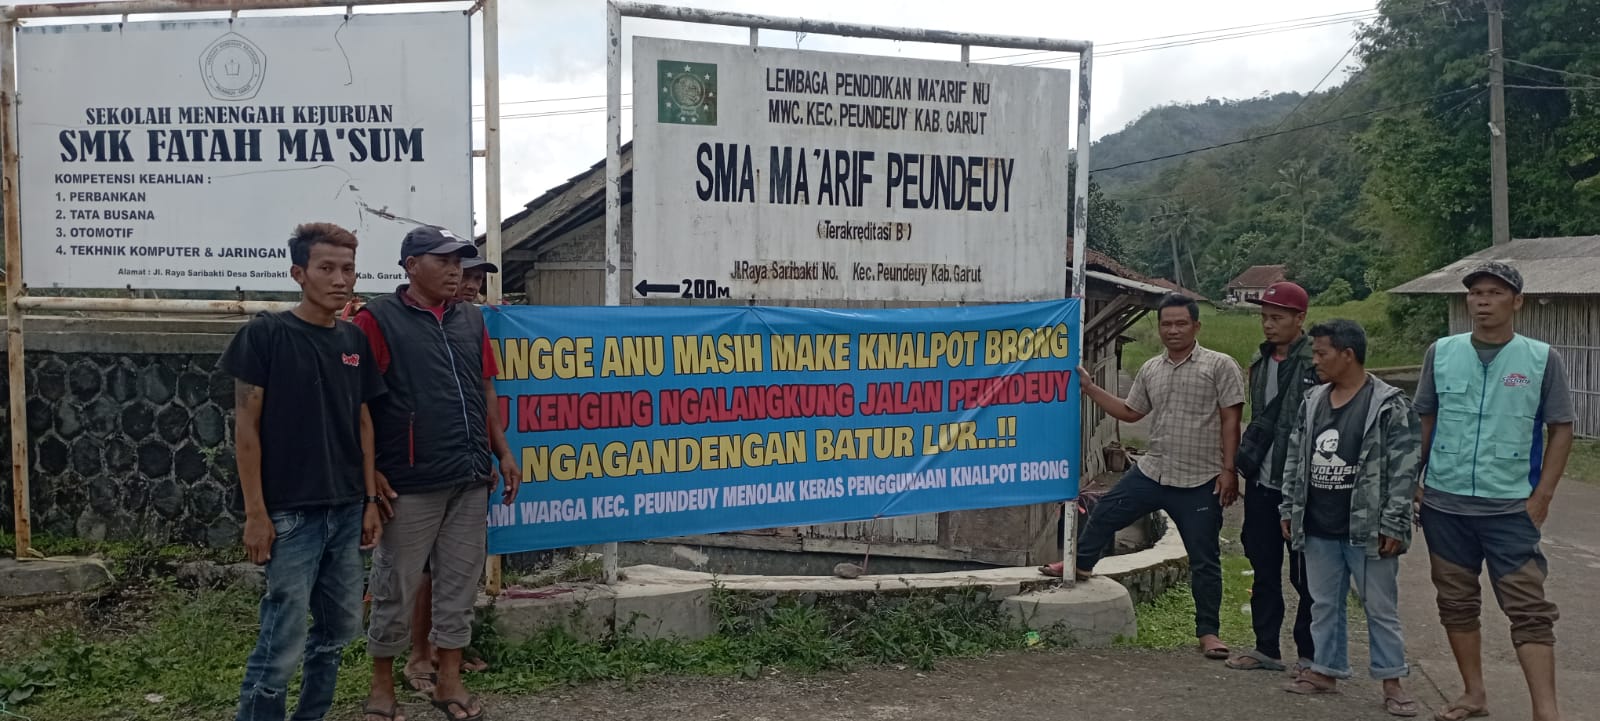 SEKOLAH MENENGAH KEJURUAN
SMK FATAH MA'SUM
KOMPETENSI KEAHLIAN :
1. PERBANKAN
2. TATA BUSANA
3. OTOMOTIF
4. TEKHNIK KOMPUTER & JARINGAN
Alamat : Jl. Raya Saribakti Desa Saribakti Kab. Garut
LEMBAGA PENDIDIKAN MA'ARIF NU
MWC. KEC. PEUNDEUY KAB. GARUT
SMA MA'ARIF PEUNDEUY
(Terakreditasi B)
Jl.Raya Saribakti No. Kec. Peundeuy Kab. Garut
200M
ANGGE ANU MASIH MAKE KNALPOT BRONG
U KENGING NGALANGKUNG JALAN PEUNDEUY
NGAGANDENGAN BATUR LUR..!!
AMI WARGA KEC. PEUNDEUY MENOLAK KERAS PENGGUNAAN KNALPOT BRONG